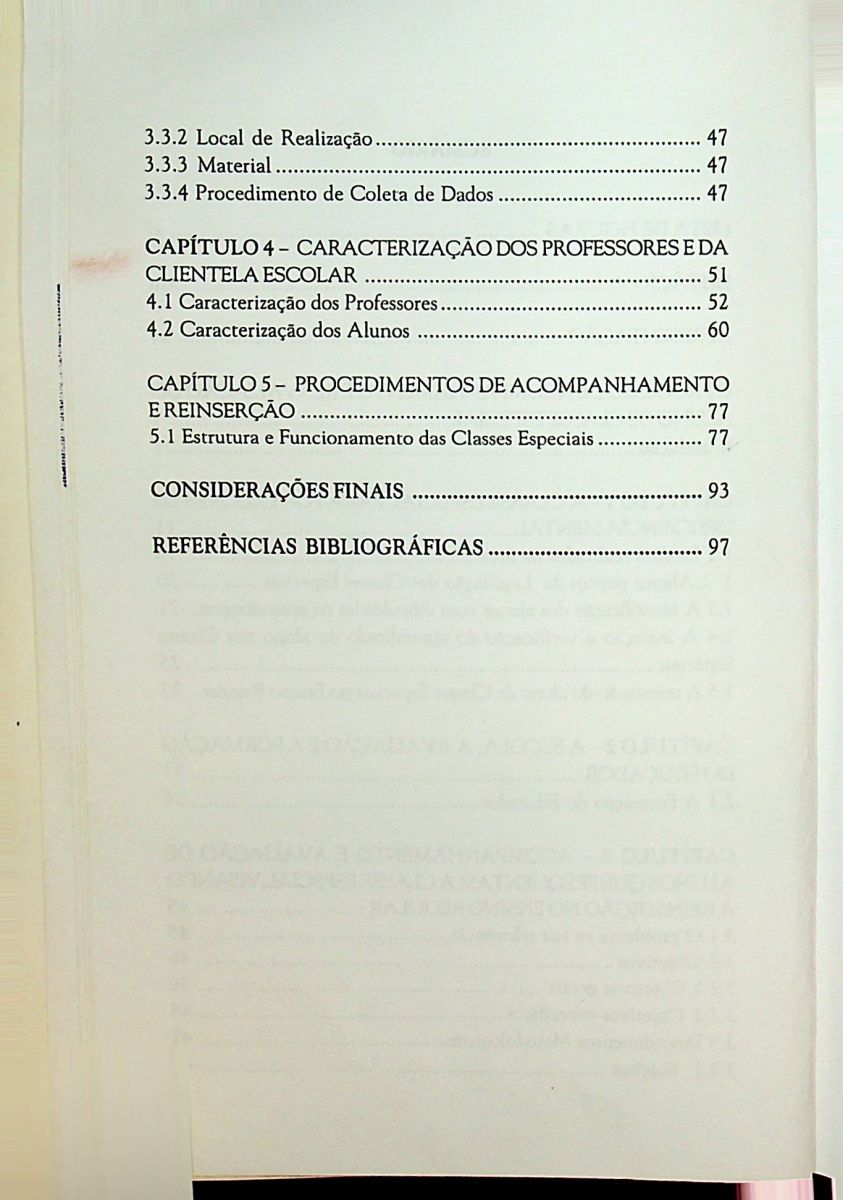 3.3.2 Local de Realização........................................................ 47
3.3.3 Material........................................................................ 47
3.3.4 Procedimento de Coleta de Dados .................................. 47
CAPÍTULO 4 – CARACTERIZAÇÃO DOS PROFESSORES E DA
CLIENTELA ESCOLAR ......................................................... 51
4.1 Caracterização dos Professores............................................ 52
4.2 Caracterização dos Alunos ................................................ 60
CAPÍTULO 5 – PROCEDIMENTOS DE ACOMPANHAMENTO
E REINSERÇÃO .................................................................... 77
5.1 Estrutura e Funcionamento das Classes Especiais .................. 77
CONSIDERAÇÕES FINAIS ................................................. 93
REFERÊNCIAS BIBLIOGRÁFICAS .................................... 97